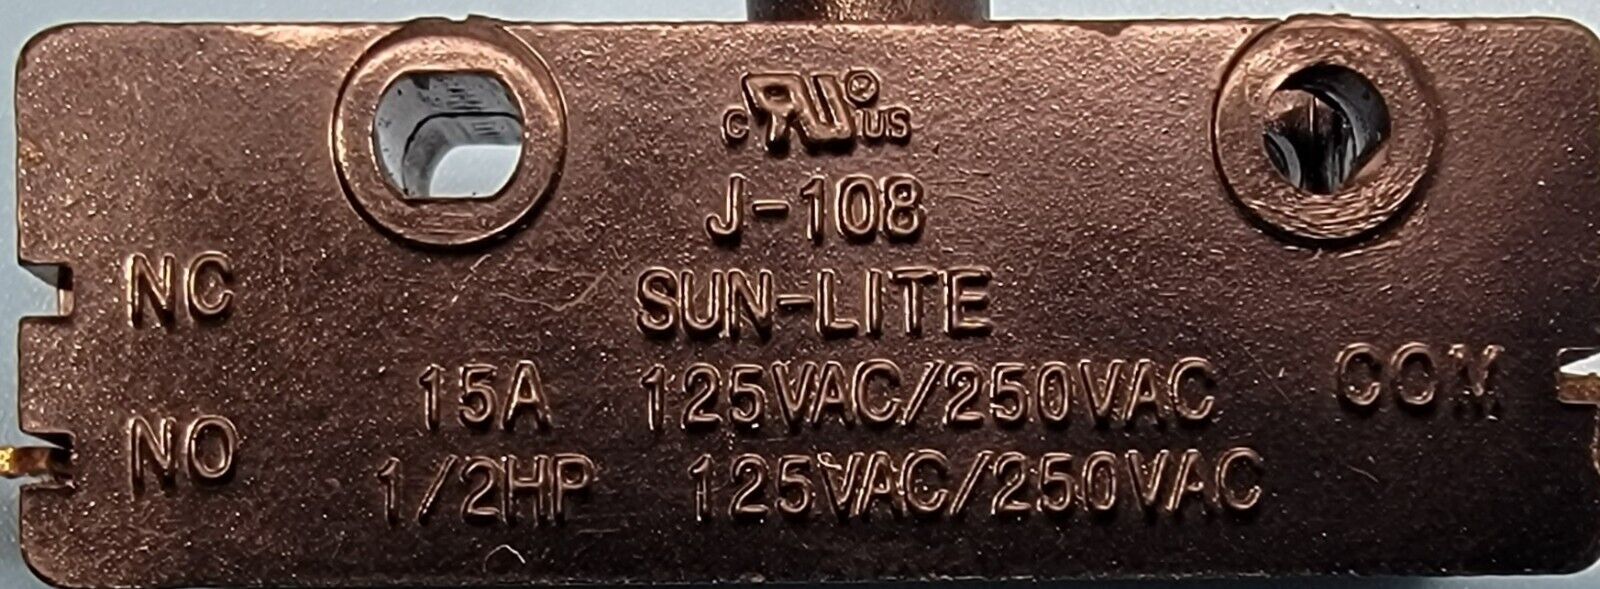 c RU US
J-108
SUN-LITE
NC
15A 125VAC/250VAC COM
NO
1/2HP 125VAC/250VAC